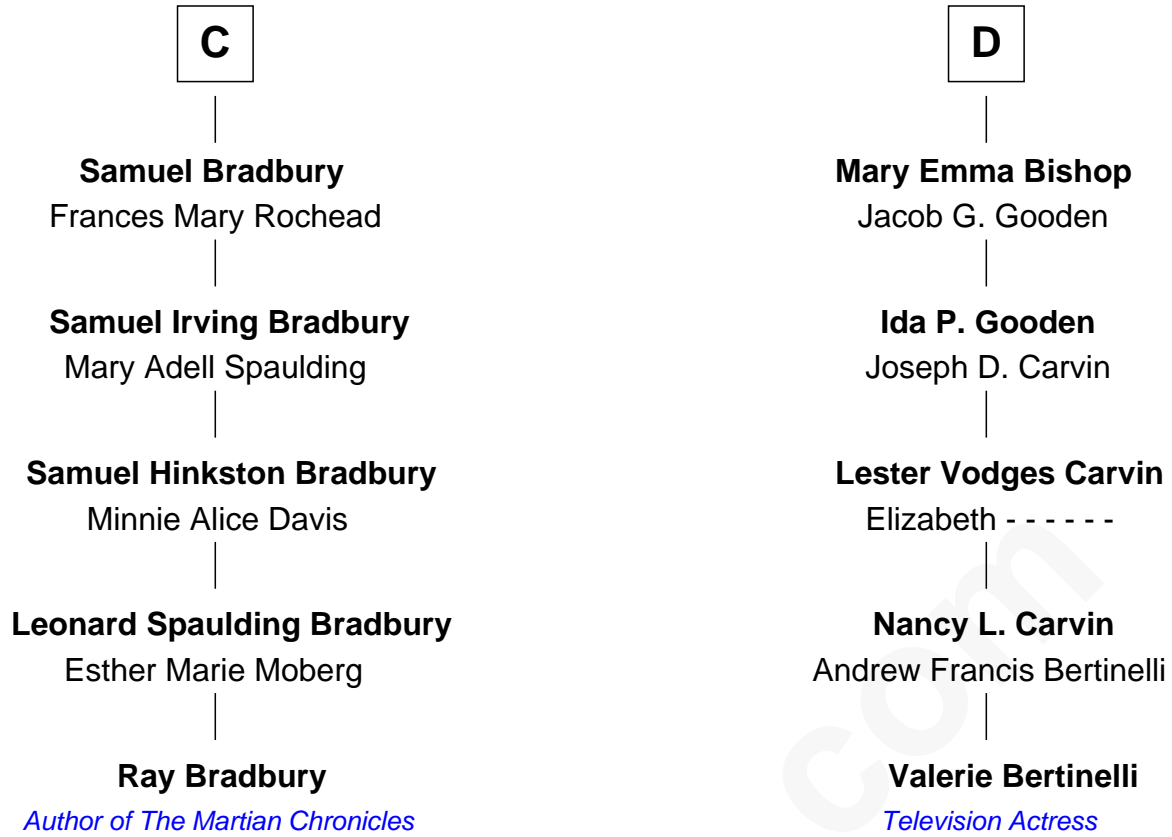 C
Samuel Bradbury
Frances Mary Rochead
Samuel Irving Bradbury
Mary Adell Spaulding
Samuel Hinkston Bradbury
Minnie Alice Davis
Leonard Spaulding Bradbury
Esther Marie Moberg
Ray Bradbury
Author of The Martian Chronicles
D
Mary Emma Bishop
Jacob G. Gooden
Ida P. Gooden
Joseph D. Carvin
Lester Vodges Carvin
Elizabeth - - - - - -
Nancy L. Carvin
Andrew Francis Bertinelli
Valerie Bertinelli
Television Actress
com